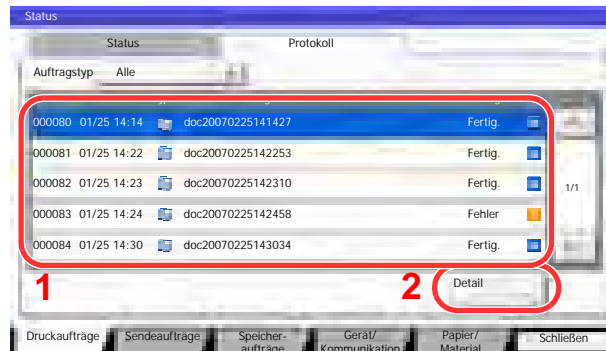 Status
Status Protokoll
Auftragstyp Alle
000080 01/25 14:14 doc20070225141427 Fertig.
000081 01/25 14:22 doc20070225142253 Fertig.
000082 01/25 14:23 doc20070225142310 Fertig.
1/1
000083 01/25 14:24 doc20070225142458 Fehler
000084 01/25 14:30 doc20070225143034 Fertig.
1 2 Detail
Druckaufträge Sendeaufträge Speicher- Gerät/ Papier/ Schließen
aufträge Kommunikation Material